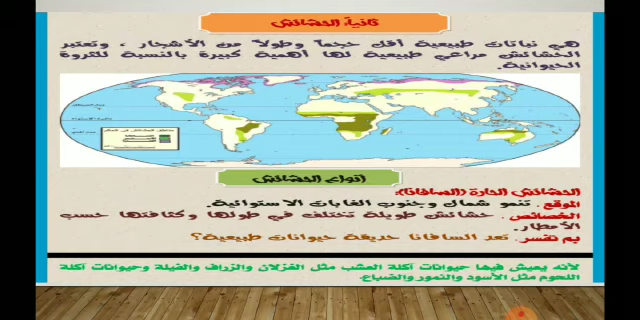 ثانياً: الحشائش
هي نباتات طبيعية أقل حجماً وطولاً من الأشجار ، وتعتبر
الحشائش مراعي طبيعية لها أهمية كبيرة بالنسبة للثروة
الحيوانية.
أنواع الحشائش
الحشائش الحارة (السافانا):
الموقع. تنمو شمال وجنوب الغابات الاستوائية.
الخصائص. حشائش طويلة تختلف في طولها وكثافتها حسب
الأمطار.
بم تفسر. تعد السافانا حديقة حيوانات طبيعية؟
لأنه يعيش فيها حيوانات آكلة العشب مثل الغزلان والزراف والفيلة وحيوانات آكلة
اللحوم مثل الأسود والنمور والضباع.